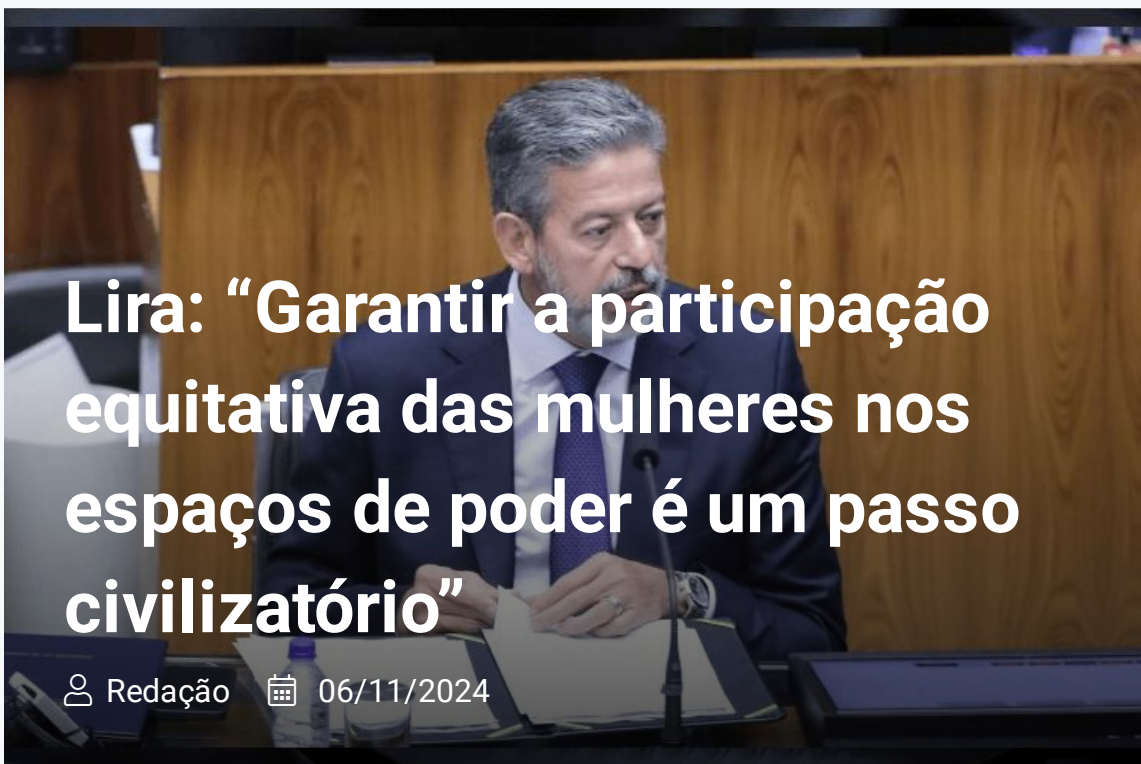 Lira: “Garantir a participação
equitativa das mulheres nos
espaços de poder é um passo
civilizatório”
Redação 06/11/2024